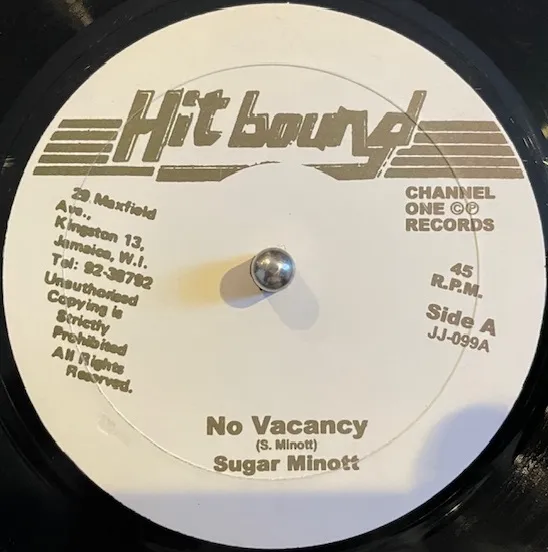 Hit bound
29 Maxfield
Ave.,
Kingston 13,
Jamaica, W.I.
Tel: 92-38792
Unauthorised
Copying is
Strictly
Prohibited
All Rights
Reserved.
CHANNEL
ONE ©℗
RECORDS
45
R.P.M.
Side A
JJ-099A
No Vacancy
(S. Minott)
Sugar Minott